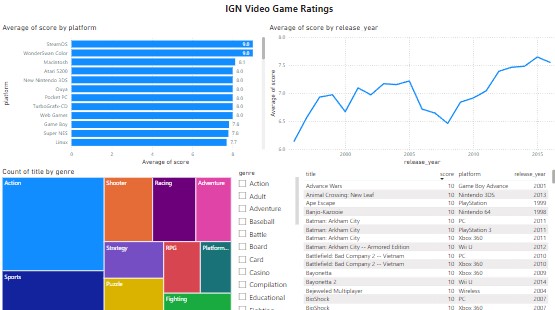 IGN Video Game Ratings
Average of score by platform
platform
SteamOS 9.0
WonderSwan Color 9.0
Macintosh 8.1
Atari 5200 8.0
New Nintendo 3DS 8.0
Ouya 8.0
Pocket PC 8.0
TurboGrafx-CD 8.0
Web Games 8.0
Game Boy 7.8
Super NES 7.8
Linux 7.7
0 2 4 6 8
Average of score
Average of score by release_year
Average of score
8.0
7.5
7.0
6.5
6.0
2000 2005 2010 2015
release_year
Count of title by genre
Action
Shooter
Racing
Adventure
Strategy
RPG
Platform...
Sports
Puzzle
Fighting
genre
Action
Adult
Adventure
Baseball
Battle
Board
Card
Casino
Compilation
Educational
Fighting
title score platform release_year
Advance Wars 10 Game Boy Advance 2001
Animal Crossing: New Leaf 10 Nintendo 3DS 2013
Ape Escape 10 PlayStation 1999
Banjo-Kazooie 10 Nintendo 64 1998
Batman: Arkham City 10 PC 2011
Batman: Arkham City 10 PlayStation 3 2011
Batman: Arkham City 10 Xbox 360 2011
Batman: Arkham City -- Armored Edition 10 Wii U 2012
Battlefield: Bad Company 2 -- Vietnam 10 PC 2010
Battlefield: Bad Company 2 -- Vietnam 10 Xbox 360 2010
Bayonetta 10 Xbox 360 2009
Bayonetta 2 10 Wii U 2014
Bejeweled Multiplayer 10 Wireless 2004
BioShock 10 PC 2007
BioShock 10 Xbox 360 2007